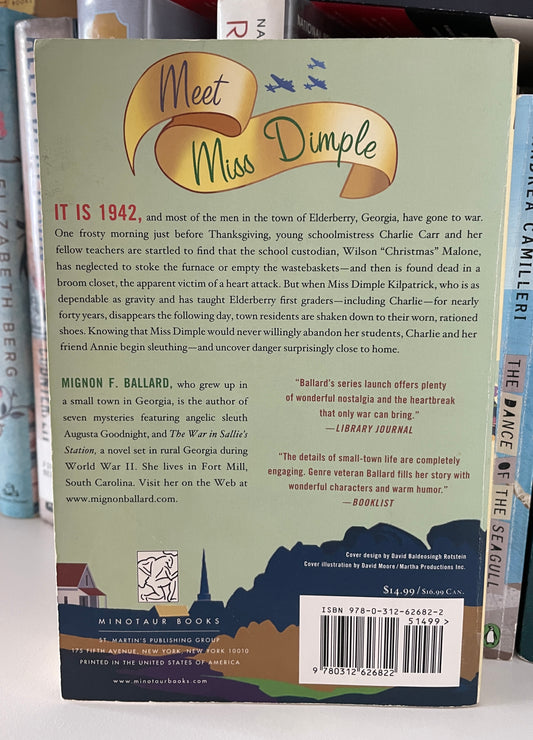 Meet
Miss Dimple
IT IS 1942, and most of the men in the town of Elderberry, Georgia, have gone to war.
One frosty morning just before Thanksgiving, young schoolmistress Charlie Carr and her
fellow teachers are startled to find that the school custodian, Wilson "Christmas" Malone,
has neglected to stoke the furnace or empty the wastebaskets—and then is found dead in a
broom closet, the apparent victim of a heart attack. But when Miss Dimple Kilpatrick, who is as
dependable as gravity and has taught Elderberry first graders—including Charlie—for nearly
forty years, disappears the following day, town residents are shaken down to their worn, rationed
shoes. Knowing that Miss Dimple would never willingly abandon her students, Charlie and her
friend Annie begin sleuthing—and uncover danger surprisingly close to home.
MIGNON F. BALLARD, who grew up in
a small town in Georgia, is the author of
seven mysteries featuring angelic sleuth
Augusta Goodnight, and The War in Sallie's
Station, a novel set in rural Georgia during
World War II. She lives in Fort Mill,
South Carolina. Visit her on the Web at
www.mignonballard.com.
"Ballard's series launch offers plenty
of wonderful nostalgia and the heartbreak
that only war can bring."
—LIBRARY JOURNAL
"The details of small-town life are completely
engaging. Genre veteran Ballard fills her story with
wonderful characters and warm humor."
—BOOKLIST
Cover design by David Baldeosingh Rotstein
Cover illustration by David Moore/Martha Productions Inc.
$14.99/$16.99 CAN.
ISBN 978-0-312-62682-2
51499>
9 780312 626822
MINOTAUR BOOKS
ST. MARTIN'S PUBLISHING GROUP
175 FIFTH AVENUE, NEW YORK, NEW YORK 10010
PRINTED IN THE UNITED STATES OF AMERICA
www.minotaurbooks.com
ELIZABETH BERG
ANDREA CAMILLERI
THE DANCE OF THE SEAGULL